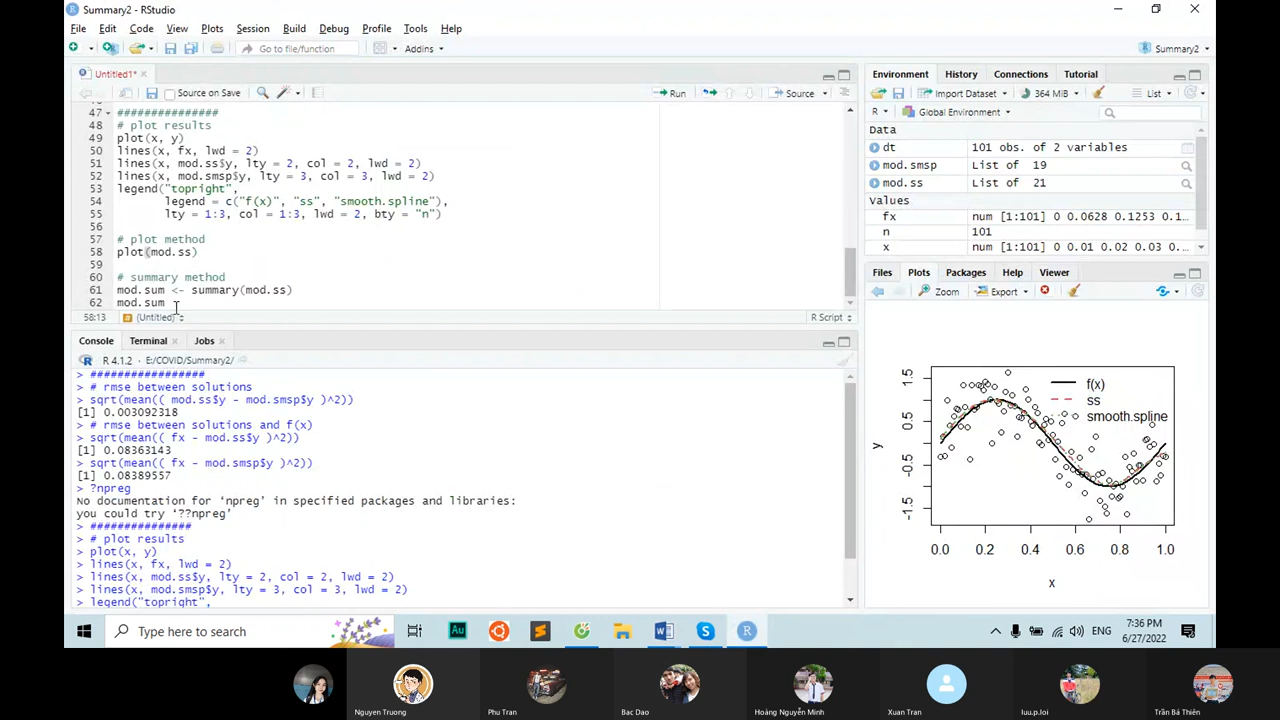 Summary2 - RStudio
File Edit Code View Plots Session Build Debug Profile Tools Help
Go to file/function Addins Summary2
Untitled1*
Source on Save Run Source
47 ###############
48 # plot results
49 plot(x, y)
50 lines(x, fx, lwd = 2)
51 lines(x, mod.ss$y, lty = 2, col = 2, lwd = 2)
52 lines(x, mod.smsp$y, lty = 3, col = 3, lwd = 2)
53 legend("topright",
54 legend = c("f(x)", "ss", "smooth.spline"),
55 lty = 1:3, col = 1:3, lwd = 2, bty = "n")
56
57 # plot method
58 plot(mod.ss)
59
60 # summary method
61 mod.sum <- summary(mod.ss)
62 mod.sum
58:13 (Untitled) R Script
Console Terminal Jobs
R 4.1.2 · E:/COVID/Summary2/
> #################
> # rmse between solutions
> sqrt(mean(( mod.ss$y - mod.smsp$y )^2))
[1] 0.003092318
> # rmse between solutions and f(x)
> sqrt(mean(( fx - mod.ss$y )^2))
[1] 0.08363143
> sqrt(mean(( fx - mod.smsp$y )^2))
[1] 0.08389557
> ?npreg
No documentation for ‘npreg’ in specified packages and libraries:
you could try ‘??npreg’
> ###############
> # plot results
> plot(x, y)
> lines(x, fx, lwd = 2)
> lines(x, mod.ss$y, lty = 2, col = 2, lwd = 2)
> lines(x, mod.smsp$y, lty = 3, col = 3, lwd = 2)
> legend("topright",
Environment History Connections Tutorial
Import Dataset 364 MiB List
R Global Environment
Data
dt 101 obs. of 2 variables
mod.smsp List of 19
mod.ss List of 21
Values
fx num [1:101] 0 0.0628 0.1253 0.1...
n 101
x num [1:101] 0 0.01 0.02 0.03 0...
Files Plots Packages Help Viewer
Zoom Export
1.5
0.5
-0.5
-1.5
y
f(x)
ss
smooth.spline
0.0 0.2 0.4 0.6 0.8 1.0
x
Type here to search
Au
ENG
7:36 PM
6/27/2022
Nguyen Truong
Phu Tran
Bac Dao
Hoàng Nguyễn Minh
Xuan Tran
luu.p.loi
Trần Bá Thiên